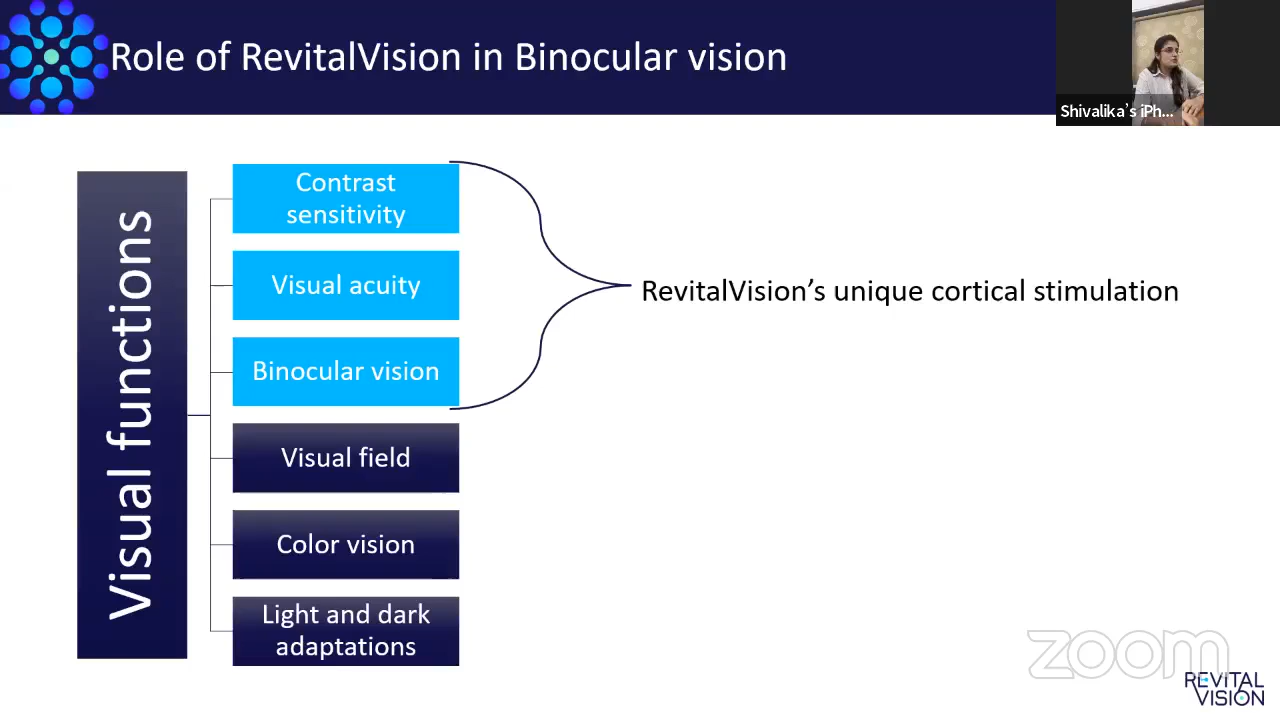 Role of RevitalVision in Binocular vision
Shivalika's iPh...
Visual functions
Contrast
sensitivity
Visual acuity
Binocular vision
Visual field
Color vision
Light and dark
adaptations
RevitalVision’s unique cortical stimulation
zoom
REVITAL
VISION